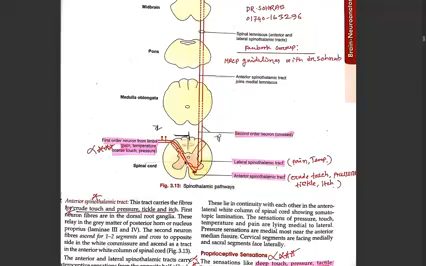 Midbrain
DR-SOHRAB
01740-163296
Spinal lemniscus (anterior and
lateral spinothalamic tracts)
MRCP guidelines with dr.sohrab
Pons
Anterior spinothalamic tract
joins medial lemniscus
Medulla oblongata
First order neuron from limbs
pain, temperature,
coarse touch, pressure
Second order neuron (crosses)
Lateral spinothalamic tract (pain, Temp.)
Anterior spinothalamic tract (crude touch, pressure
tickle, itch)
Spinal cord
Fig. 3.13: Spinothalamic pathways
Brain–Neuroanatomy
Anterior spinothalamic tract: This tract carries the fibres
for crude touch and pressure, tickle and itch. First
neuron fibres are in the dorsal root ganglia. These
relay in the grey matter of posterior horn or nucleus
proprius (laminae III and IV). The second neuron
fibres ascend for 1-2 segments and cross to opposite
side in the white commissure and ascend as a tract
in the anterior white column of spinal cord (Fig. 3.13).
The anterior and lateral spinothalamic tracts carry
These lie in continuity with each other in the antero-
lateral white column of spinal cord showing somato-
topic lamination. The sensations of pressure, touch,
temperature and pain are lying medial to lateral.
Pressure sensations are medial most near the anterior
median fissure. Cervical segments are facing medially
and sacral segments face laterally.
Proprioceptive Sensations
The sensations like deep touch, pressure, tactile